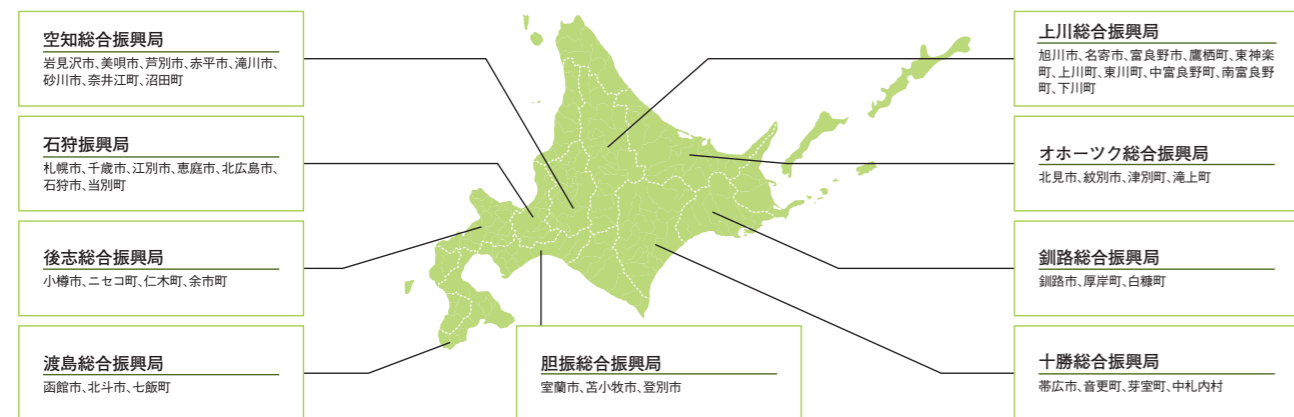 空知総合振興局
岩見沢市、美唄市、芦別市、赤平市、滝川市、
砂川市、奈井江町、沼田町
石狩振興局
札幌市、千歳市、江別市、恵庭市、北広島市、
石狩市、当別町
後志総合振興局
小樽市、ニセコ町、仁木町、余市町
渡島総合振興局
函館市、北斗市、七飯町
胆振総合振興局
室蘭市、苫小牧市、登別市
上川総合振興局
旭川市、名寄市、富良野市、鷹栖町、東神楽
町、上川町、東川町、中富良野町、南富良野
町、下川町
オホーツク総合振興局
北見市、紋別市、津別町、滝上町
釧路総合振興局
釧路市、厚岸町、白糠町
十勝総合振興局
帯広市、音更町、芽室町、中札内村